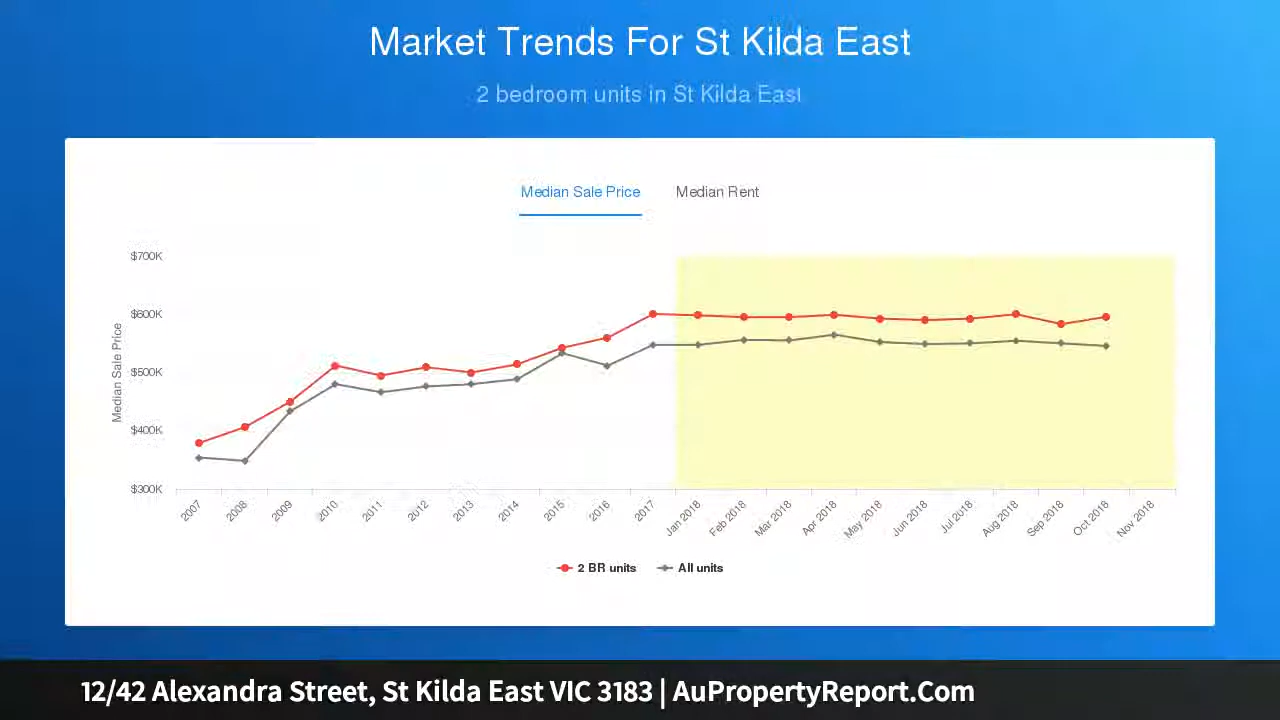 Market Trends For St Kilda East
2 bedroom units in St Kilda East
Median Sale Price Median Rent
$700K
$600K
$500K
$400K
$300K
Median Sale Price
2007 2008 2009 2010 2011 2012 2013 2014 2015 2016 2017 Jan 2018 Feb 2018 Mar 2018 Apr 2018 May 2018 Jun 2018 Jul 2018 Aug 2018 Sep 2018 Oct 2018 Nov 2018
2 BR units All units
12/42 Alexandra Street, St Kilda East VIC 3183 | AuPropertyReport.Com